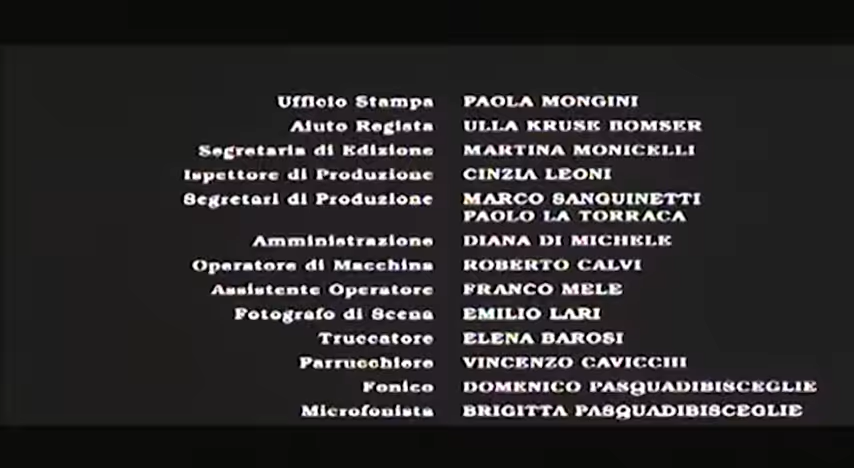 Ufficio Stampa PAOLA MONGINI
Aiuto Regista ULLA KRUSE BOMSER
Segretaria di Edizione MARTINA MONICELLI
Ispettore di Produzione CINZIA LEONI
Segretari di Produzione MARCO SANGUINETTI
PAOLO LA TORRACA
Amministrazione DIANA DI MICHELE
Operatore di Macchina ROBERTO CALVI
Assistente Operatore FRANCO MELE
Fotografo di Scena EMILIO LARI
Truccatore ELENA BAROSI
Parrucchiere VINCENZO CAVICCHI
Fonico DOMENICO PASQUADIBISCEGLIE
Microfonista BRIGITTA PASQUADIBISCEGLIE